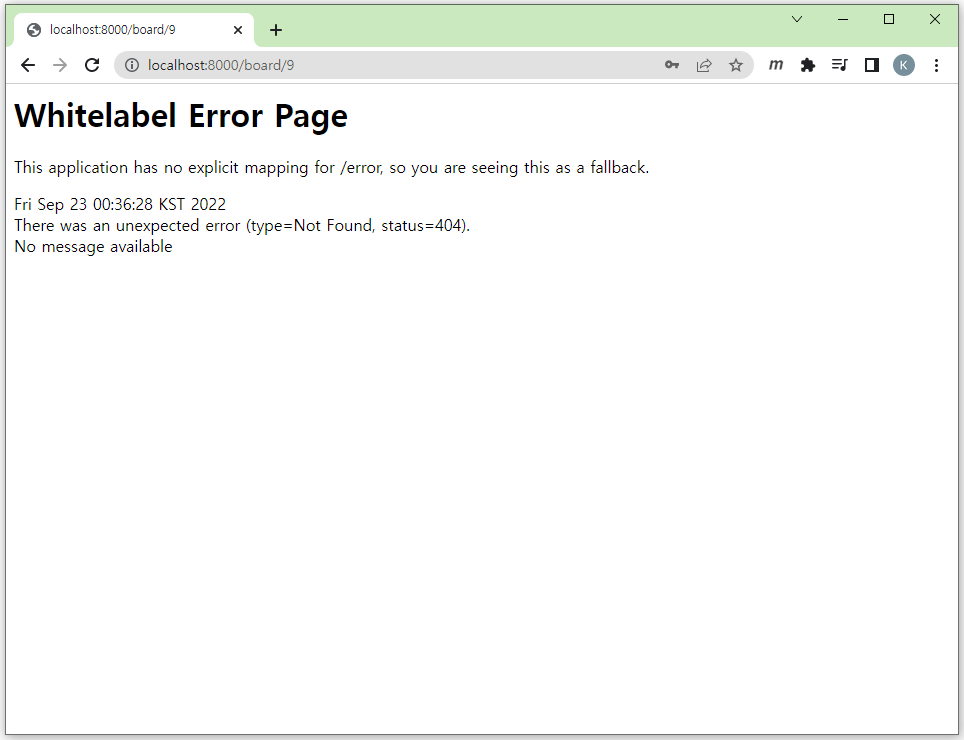 localhost:8000/board/9
localhost:8000/board/9
m
K
Whitelabel Error Page
This application has no explicit mapping for /error, so you are seeing this as a fallback.
Fri Sep 23 00:36:28 KST 2022
There was an unexpected error (type=Not Found, status=404).
No message available